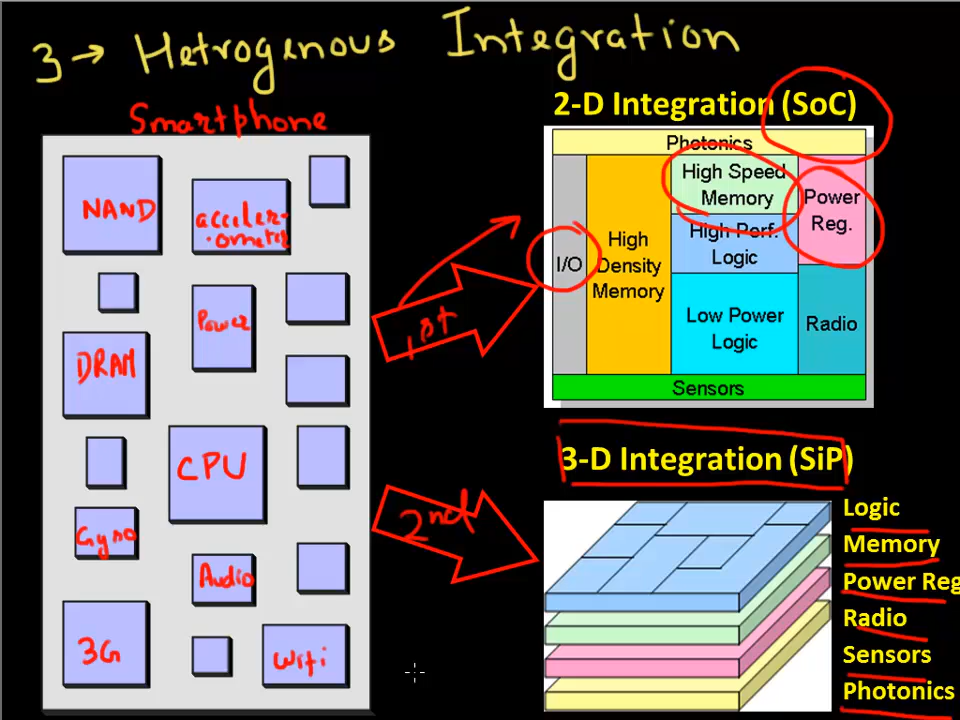 3 → Hetrogenous Integration
Smartphone
NAND
acceler-
-ometer
Power
DRAM
CPU
Gyro
Audio
3G
Wifi
1st
2nd
2-D Integration (SoC)
Photonics
I/O
High
Density
Memory
High Speed
Memory
High Perf.
Logic
Low Power
Logic
Power
Reg.
Radio
Sensors
3-D Integration (SiP)
Logic
Memory
Power Reg
Radio
Sensors
Photonics